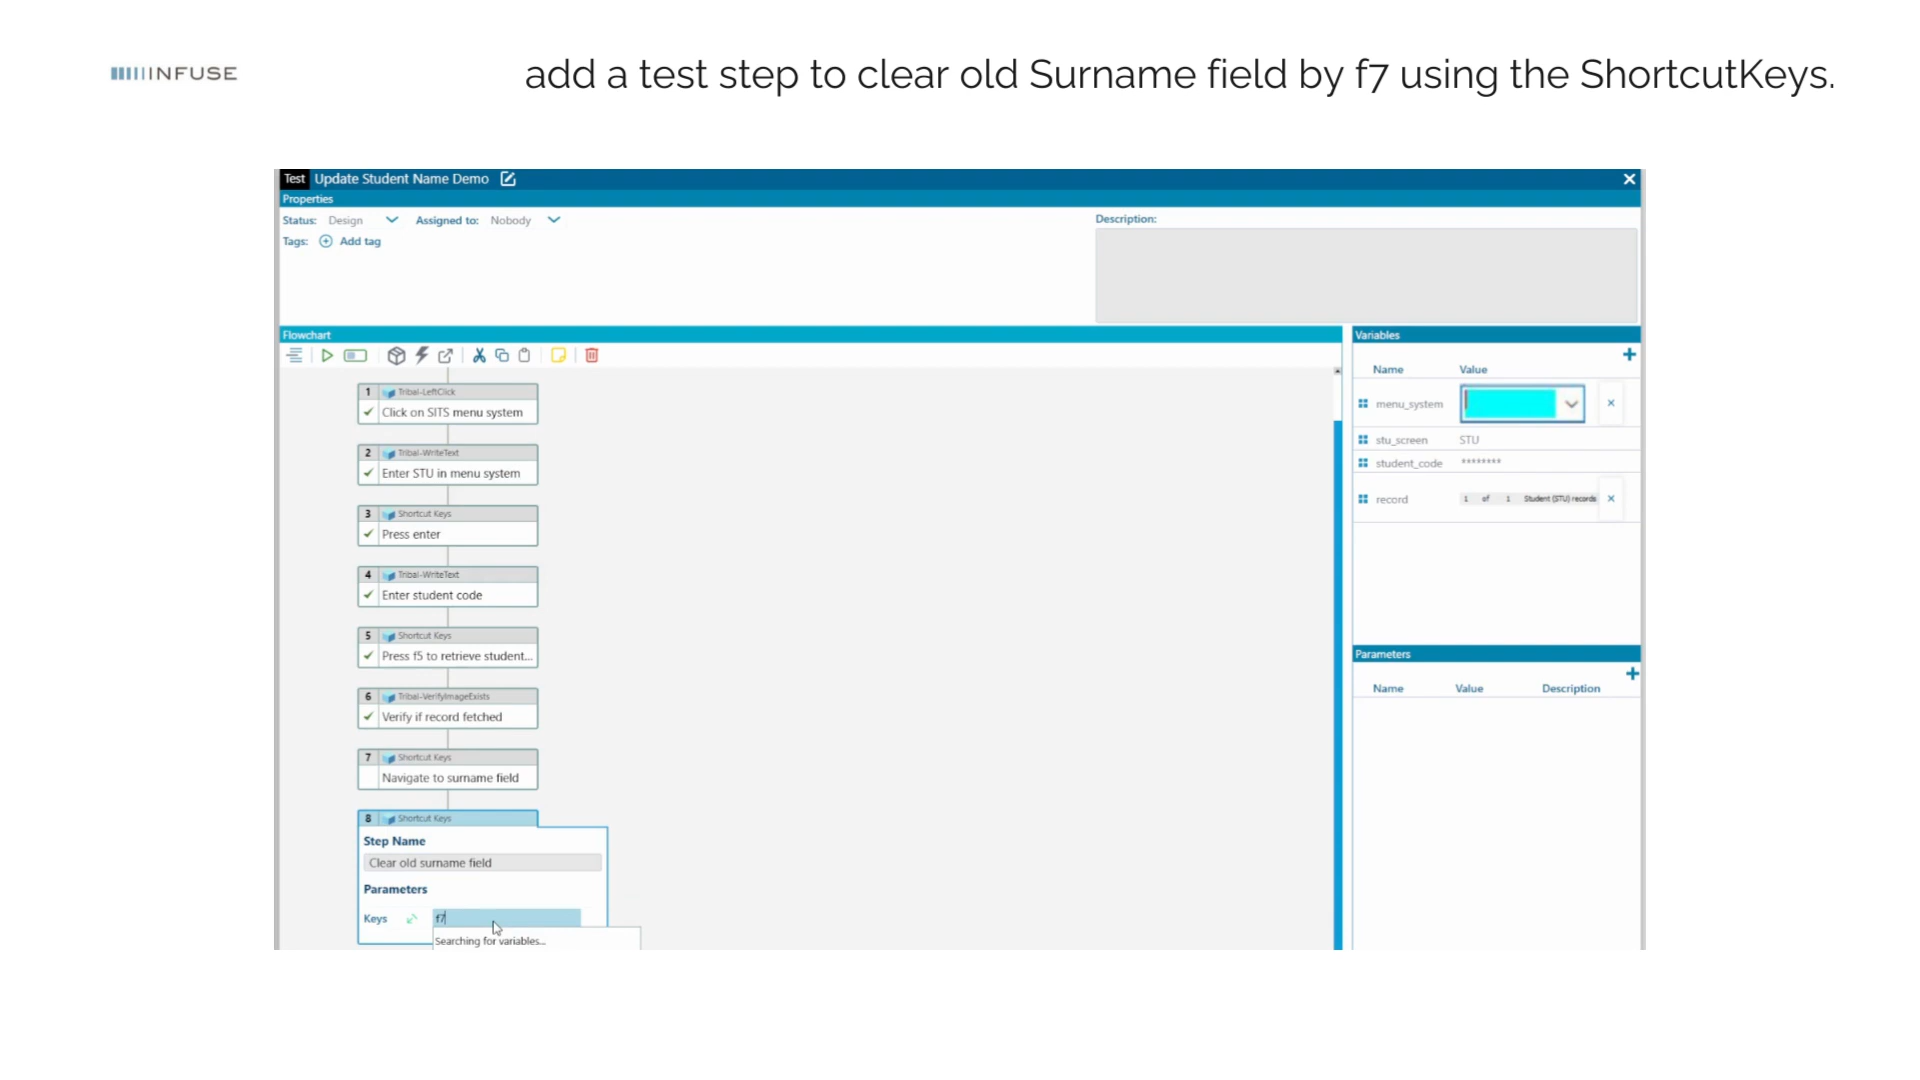 INFUSE
add a test step to clear old Surname field by f7 using the ShortcutKeys.
Test Update Student Name Demo
Properties
Status: Design Assigned to: Nobody
Tags: Add tag
Description:
Flowchart
1 Tribal-LeftClick
Click on SITS menu system
2 Tribal-WriteText
Enter STU in menu system
3 Shortcut Keys
Press enter
4 Tribal-WriteText
Enter student code
5 Shortcut Keys
Press f5 to retrieve student...
6 Tribal-VerifyImageExists
Verify if record fetched
7 Shortcut Keys
Navigate to surname field
8 Shortcut Keys
Step Name
Clear old surname field
Parameters
Keys f7
Searching for variables...
Variables
Name Value
menu_system
stu_screen STU
student_code ********
record 1 of 1 Student (STU) records
Parameters
Name Value Description